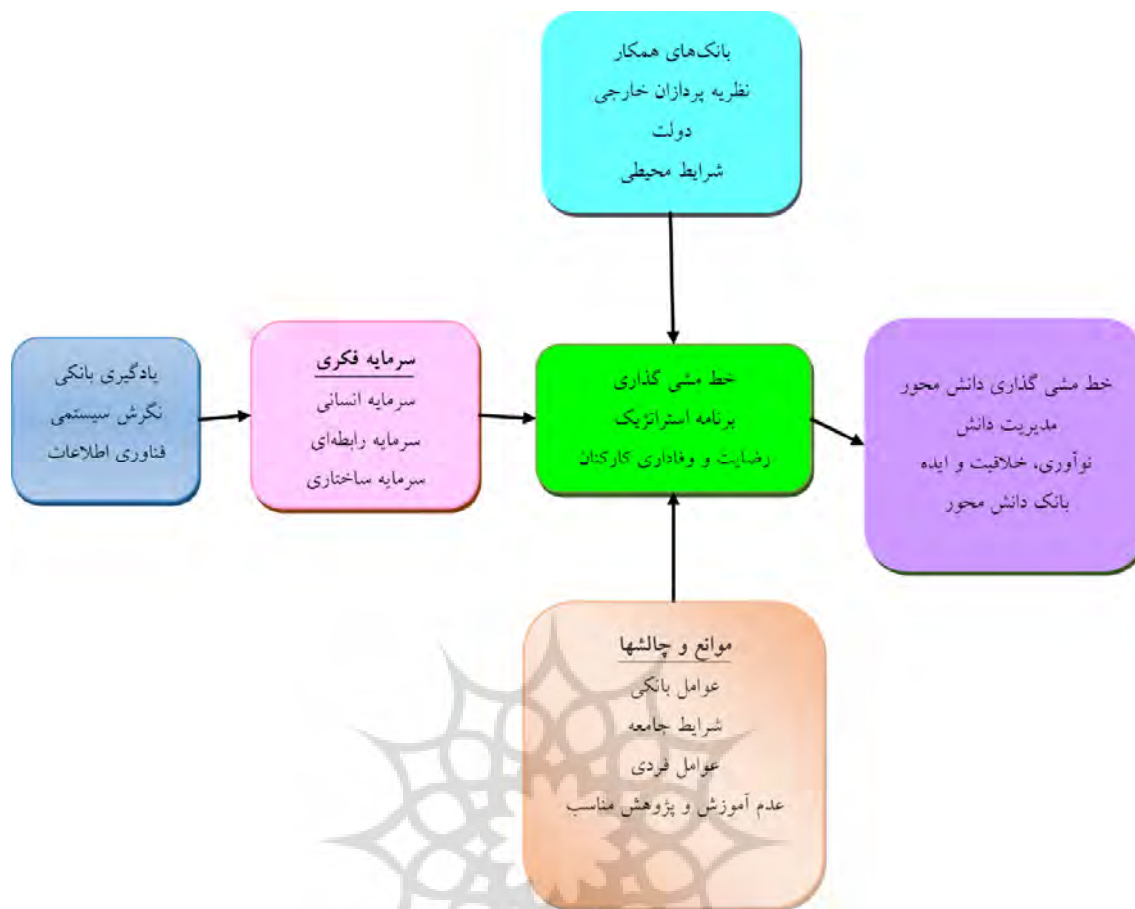 بانک‌های همکار
نظریه پردازان خارجی
دولت
شرایط محیطی
خط مشی گذاری دانش محور
مدیریت دانش
نوآوری، خلاقیت و ایده
بانک دانش محور
خط مشی گذاری
برنامه استراتژیک
رضایت و وفاداری کارکنان
سرمایه فکری
سرمایه انسانی
سرمایه رابطه‌ای
سرمایه ساختاری
یادگیری بانکی
نگرش سیستمی
فناوری اطلاعات
موانع و چالشها
عوامل بانکی
شرایط جامعه
عوامل فردی
عدم آموزش و پژوهش مناسب